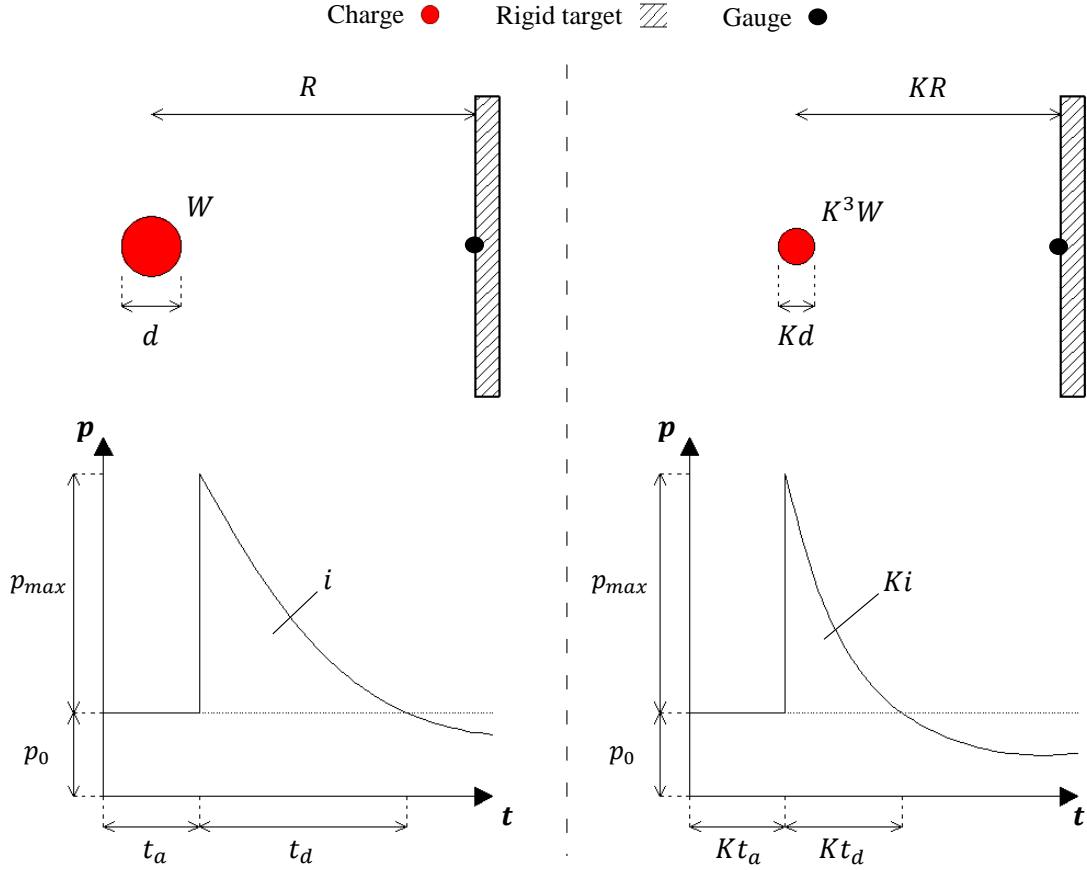 Charge Rigid target Gauge
R
W
d
KR
K³W
Kd
p
p_max
i
p₀
t
t_a t_d
p
p_max
Ki
p₀
t
Kt_a Kt_d